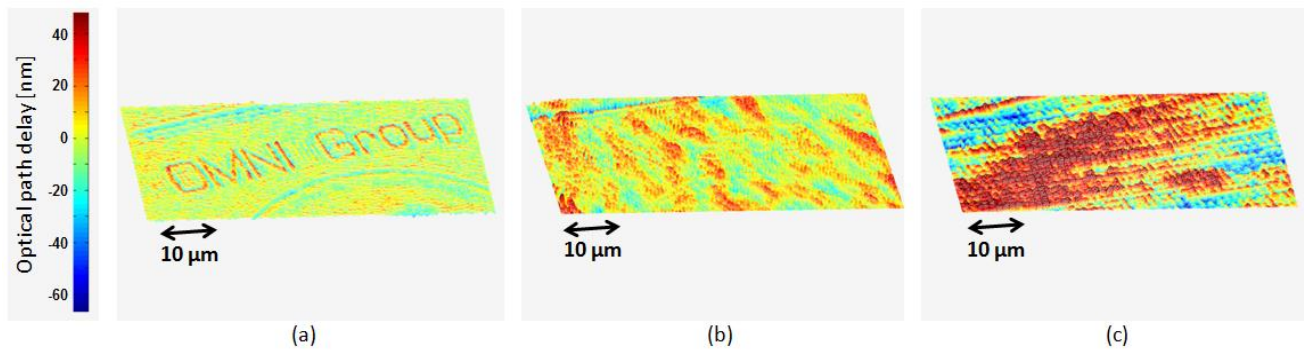 Optical path delay [nm]
40
20
0
-20
-40
-60
OMNI Group
10 µm
10 µm
10 µm
(a)
(b)
(c)